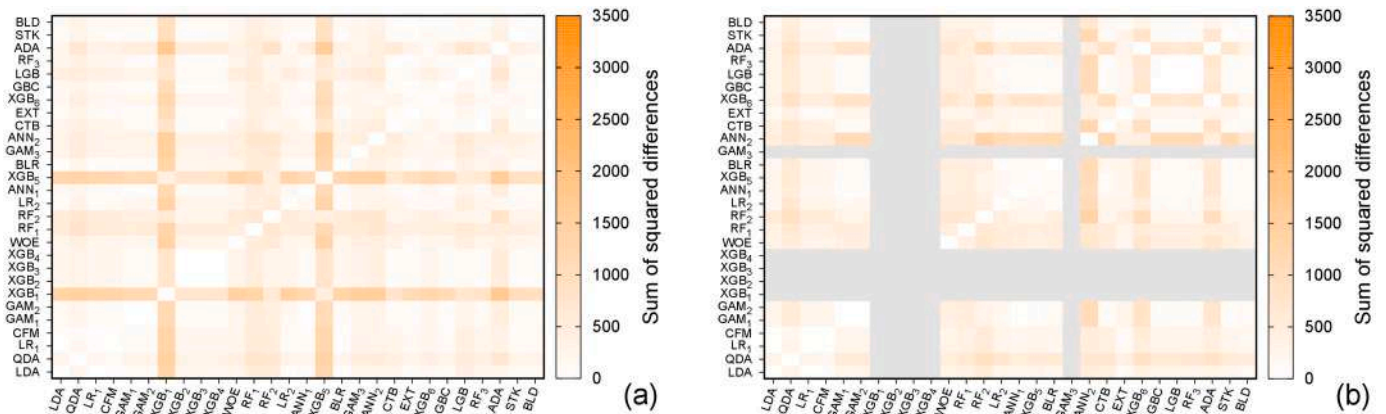 BLD
STK
ADA
RF3
LGB
GBC
XGB6
EXT
CTB
ANN2
GAM3
BLR
XGB5
ANN1
LR2
RF2
RF1
WOE
XGB4
XGB3
XGB2
XGB1
GAM2
GAM1
CFM
LR1
QDA
LDA
LDA QDA LR1 CFM GAM1 GAM2 XGB1 XGB2 XGB3 XGB4 WOE RF1 RF2 LR2 ANN1 XGB5 BLR GAM3 ANN2 CTB EXT XGB6 GBC LGB RF3 ADA STK BLD
3500
3000
2500
2000
1500
1000
500
0
Sum of squared differences
(a)
BLD
STK
ADA
RF3
LGB
GBC
XGB6
EXT
CTB
ANN2
GAM3
BLR
XGB5
ANN1
LR2
RF2
RF1
WOE
XGB4
XGB3
XGB2
XGB1
GAM2
GAM1
CFM
LR1
QDA
LDA
LDA QDA LR1 CFM GAM1 GAM2 XGB1 XGB2 XGB3 XGB4 WOE RF1 RF2 LR2 ANN1 XGB5 BLR GAM3 ANN2 CTB EXT XGB6 GBC LGB RF3 ADA STK BLD
3500
3000
2500
2000
1500
1000
500
0
Sum of squared differences
(b)